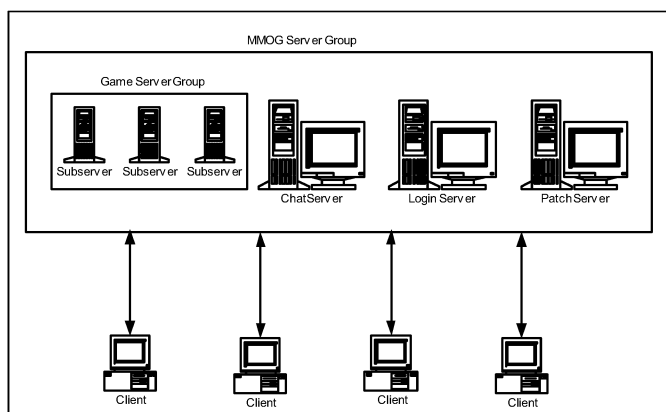 MMOG Server Group
Game Server Group
Subserver Subserver Subserver
ChatServer Login Server PatchServer
Client Client Client Client